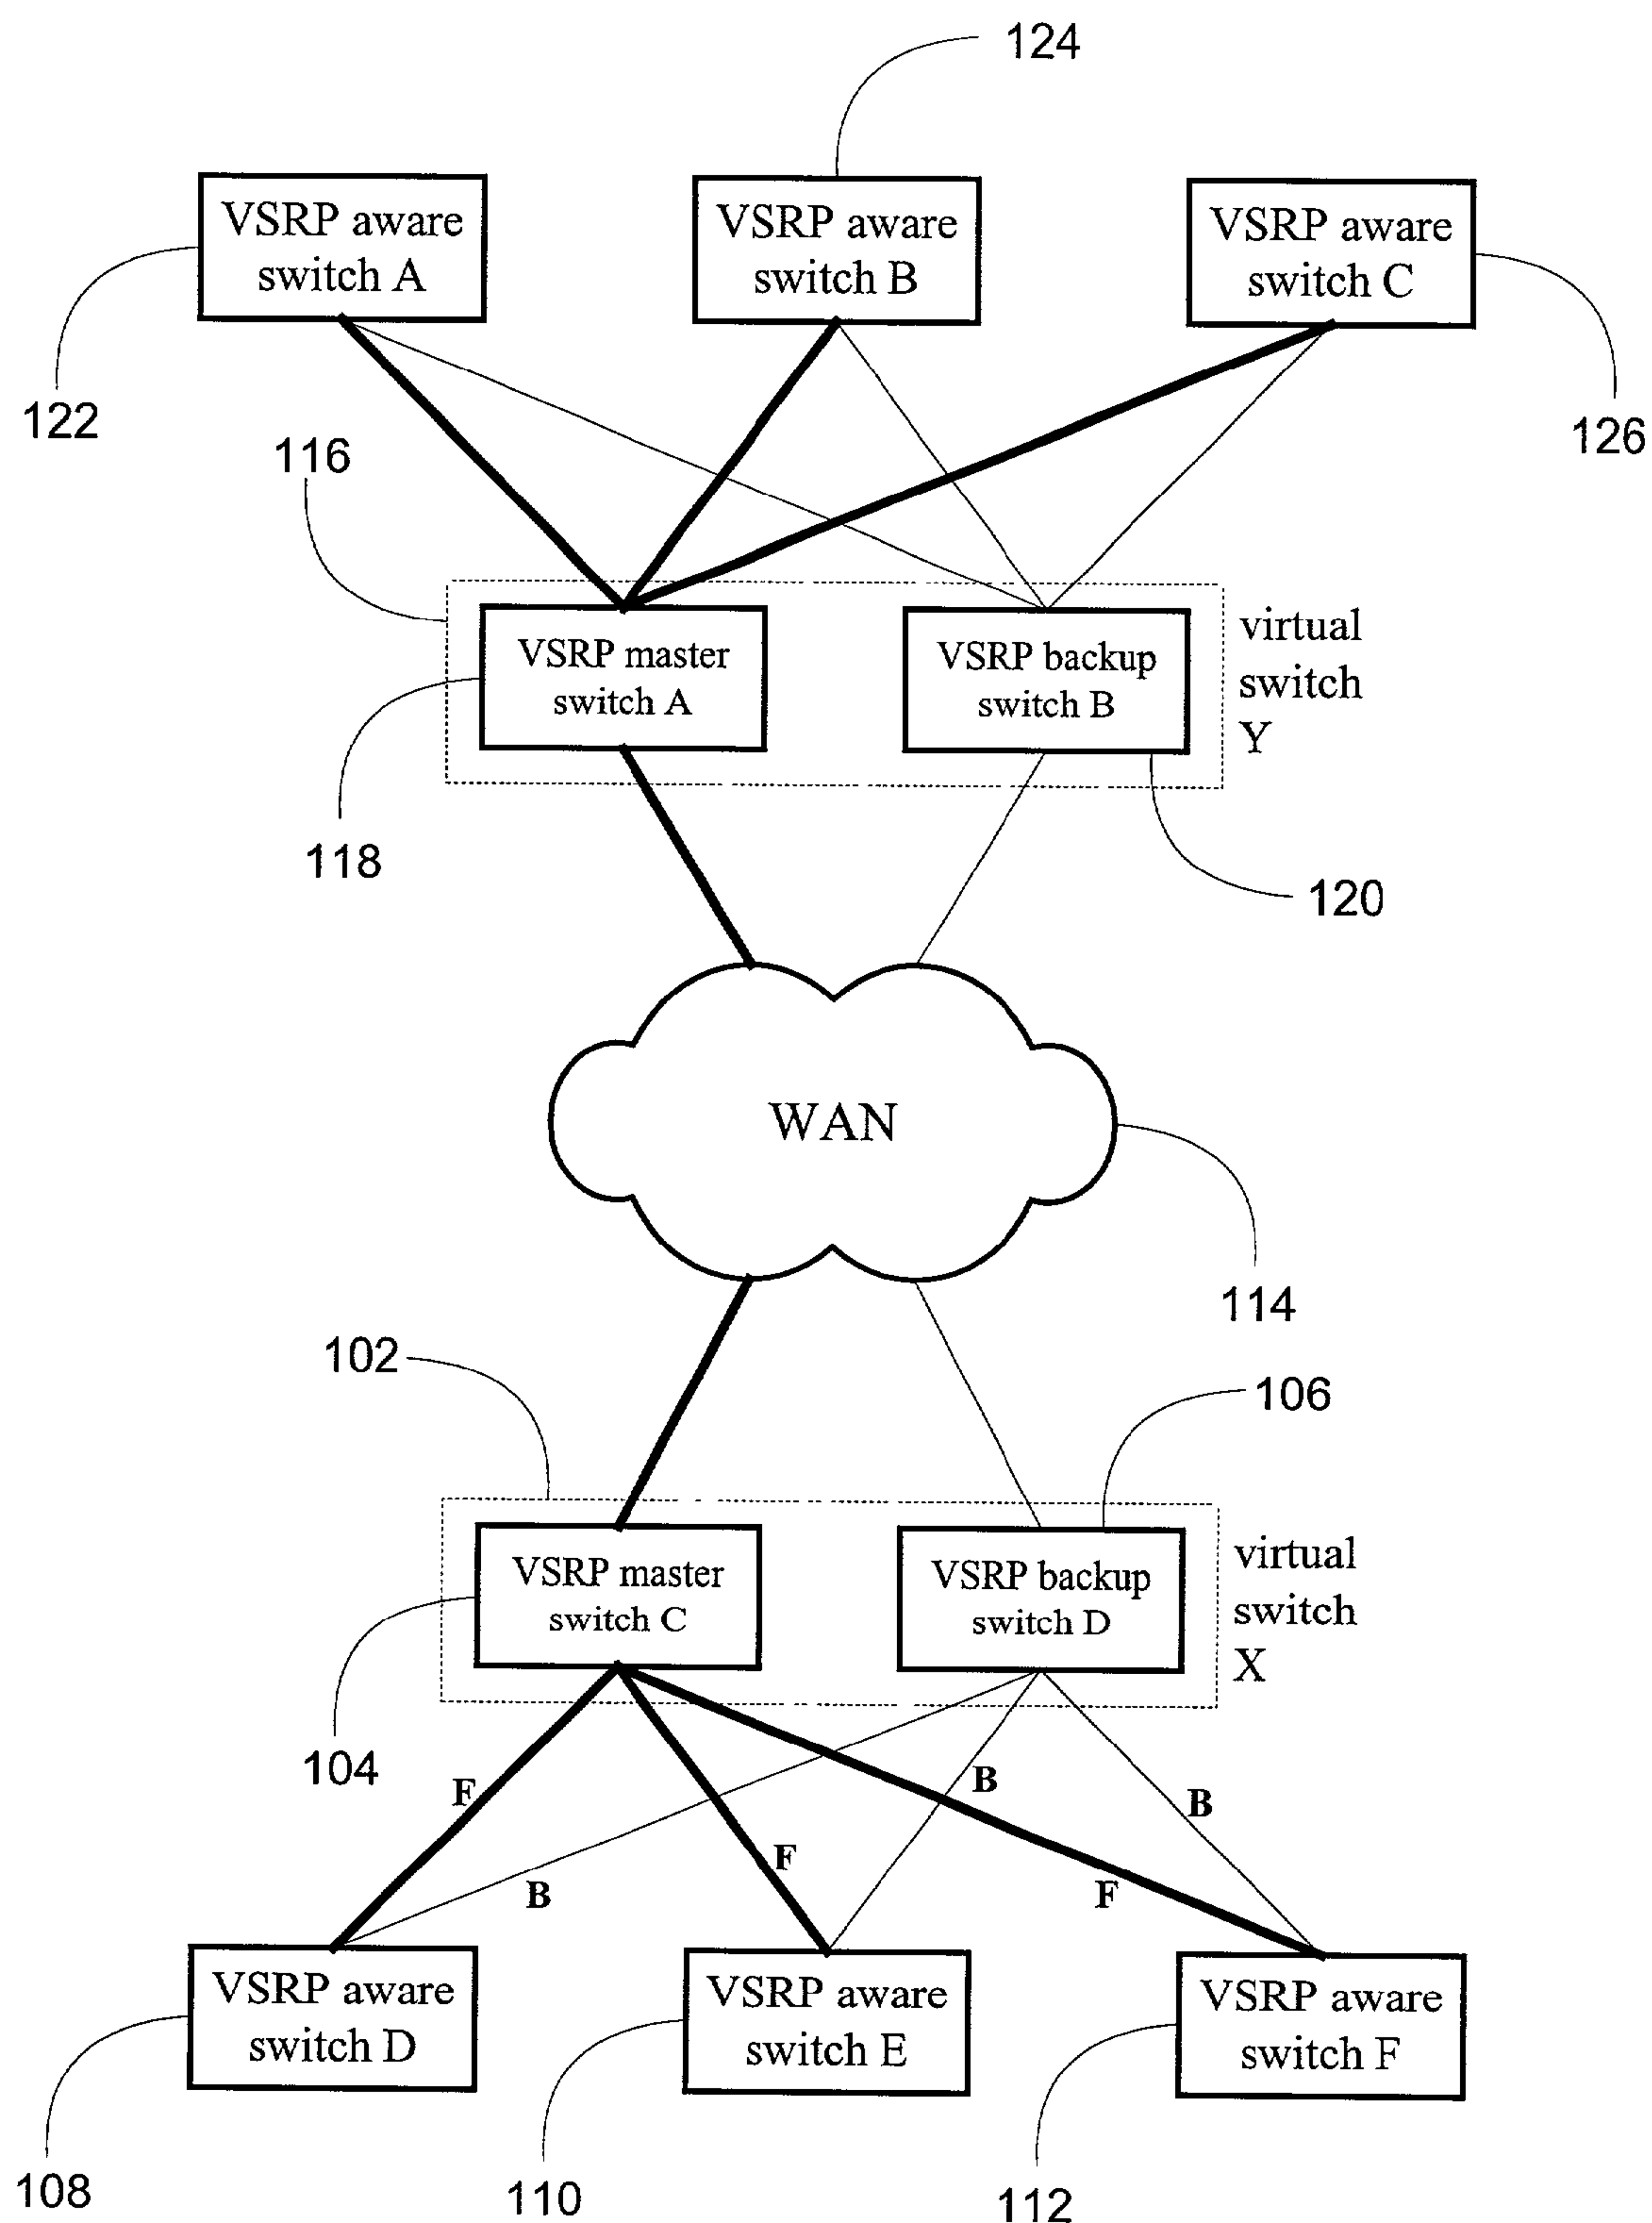 124
VSRP aware
switch A
VSRP aware
switch B
VSRP aware
switch C
122
126
116
VSRP master
switch A
VSRP backup
switch B
virtual
switch
Y
118
120
WAN
114
102
106
VSRP master
switch C
VSRP backup
switch D
virtual
switch
X
104
F
B
B
F
B
F
VSRP aware
switch D
VSRP aware
switch E
VSRP aware
switch F
108
110
112